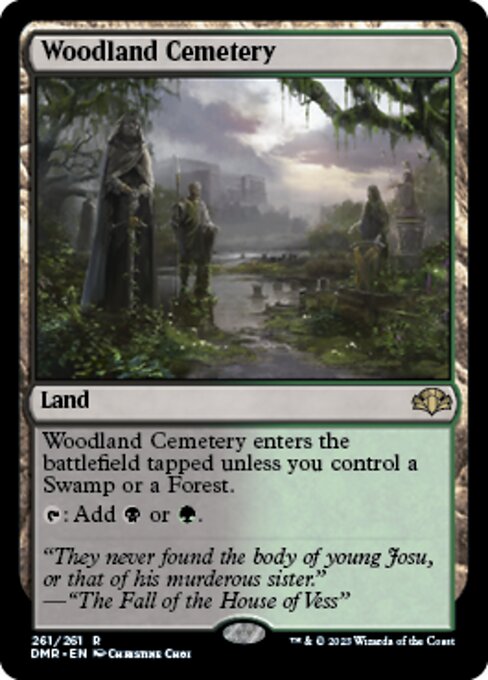 Woodland Cemetery
Land
Woodland Cemetery enters the
battlefield tapped unless you control a
Swamp or a Forest.
: Add or .
“They never found the body of young Josu,
or that of his murderous sister.”
—“The Fall of the House of Vess”
261/261 R
DMR • EN Christine Choi
™ & © 2023 Wizards of the Coast